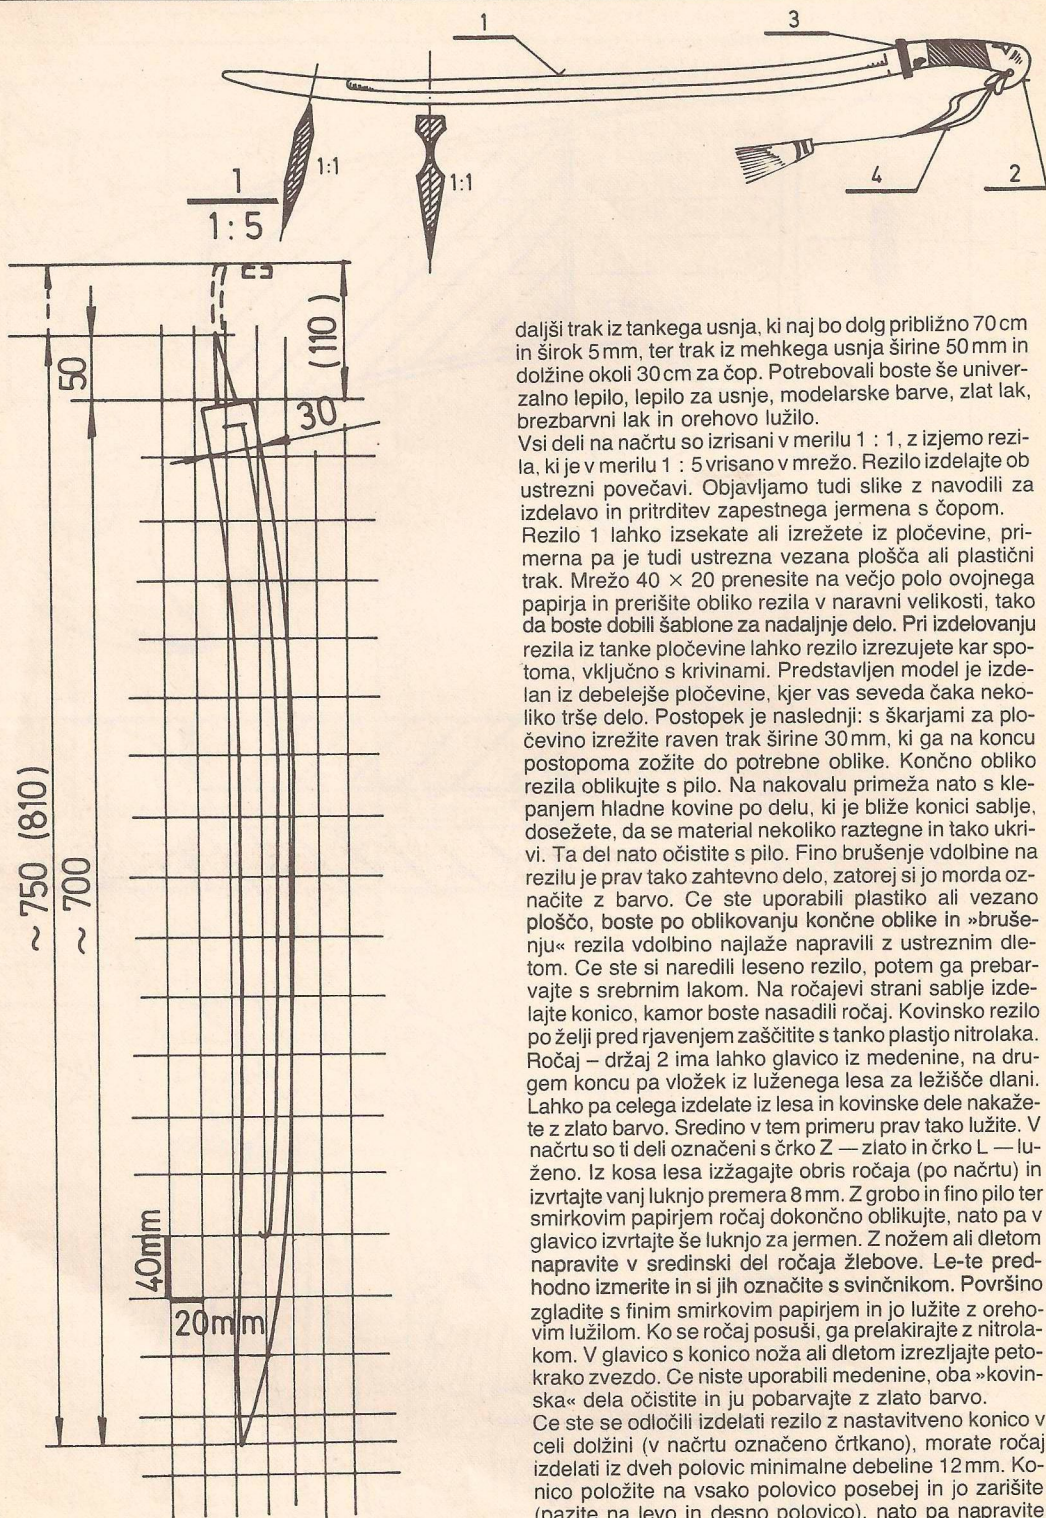 1
3
1:1
1:1
4
2
1
1 : 5
50
(110)
30
~ 750 (810)
~ 700
40mm
20mm
daljši trak iz tankega usnja, ki naj bo dolg približno 70 cm
in širok 5 mm, ter trak iz mehkega usnja širine 50 mm in
dolžine okoli 30 cm za čop. Potrebovali boste še univer-
zalno lepilo, lepilo za usnje, modelarske barve, zlat lak,
brezbarvni lak in orehovo lužilo.
Vsi deli na načrtu so izrisani v merilu 1 : 1, z izjemo rezi-
la, ki je v merilu 1 : 5 vrisano v mrežo. Rezilo izdelajte ob
ustrezni povečavi. Objavljamo tudi slike z navodili za
izdelavo in pritrditev zapestnega jermena s čopom.
Rezilo 1 lahko izsekate ali izrežete iz pločevine, pri-
merna pa je tudi ustrezna vezana plošča ali plastični
trak. Mrežo 40 × 20 prenesite na večjo polo ovojnega
papirja in prerišite obliko rezila v naravni velikosti, tako
da boste dobili šablone za nadaljnje delo. Pri izdelovanju
rezila iz tanke pločevine lahko rezilo izrezujete kar spo-
toma, vključno s krivinami. Predstavljen model je izde-
lan iz debelejše pločevine, kjer vas seveda čaka neko-
liko trše delo. Postopek je naslednji: s škarjami za plo-
čevino izrežite raven trak širine 30 mm, ki ga na koncu
postopoma zožite do potrebne oblike. Končno obliko
rezila oblikujte s pilo. Na nakovalu primeža nato s kle-
panjem hladne kovine po delu, ki je bliže konici sablje,
dosežete, da se material nekoliko raztegne in tako ukri-
vi. Ta del nato očistite s pilo. Fino brušenje vdolbine na
rezilu je prav tako zahtevno delo, zatorej si jo morda oz-
načite z barvo. Ce ste uporabili plastiko ali vezano
ploščo, boste po oblikovanju končne oblike in »bruše-
nju« rezila vdolbino najlaže napravili z ustreznim dle-
tom. Ce ste si naredili leseno rezilo, potem ga prebar-
vajte s srebrnim lakom. Na ročajevi strani sablje izde-
lajte konico, kamor boste nasadili ročaj. Kovinsko rezilo
po želji pred rjavenjem zaščitite s tanko plastjo nitrolaka.
Ročaj – držaj 2 ima lahko glavico iz medenine, na dru-
gem koncu pa vložek iz luženega lesa za ležišče dlani.
Lahko pa celega izdelate iz lesa in kovinske dele nakaže-
te z zlato barvo. Sredino v tem primeru prav tako lužite. V
načrtu so ti deli označeni s črko Z — zlato in črko L — lu-
ženo. Iz kosa lesa izžagajte obris ročaja (po načrtu) in
izvrtajte vanj luknjo premera 8 mm. Z grobo in fino pilo ter
smirkovim papirjem ročaj dokončno oblikujte, nato pa v
glavico izvrtajte še luknjo za jermen. Z nožem ali dletom
napravite v sredinski del ročaja žlebove. Le-te pred-
hodno izmerite in si jih označite s svinčnikom. Površino
zgladite s finim smirkovim papirjem in jo lužite z oreho-
vim lužilom. Ko se ročaj posuši, ga prelakirajte z nitrola-
kom. V glavico s konico noža ali dletom izrezljajte peto-
krako zvezdo. Ce niste uporabili medenine, oba »kovin-
ska« dela očistite in ju pobarvajte z zlato barvo.
Ce ste se odločili izdelati rezilo z nastavitveno konico v
celi dolžini (v načrtu označeno črtkano), morate ročaj
izdelati iz dveh polovic minimalne debeline 12 mm. Ko-
nico položite na vsako polovico posebej in jo zarišite
(pazite na levo in desno polovico), nato pa napravite